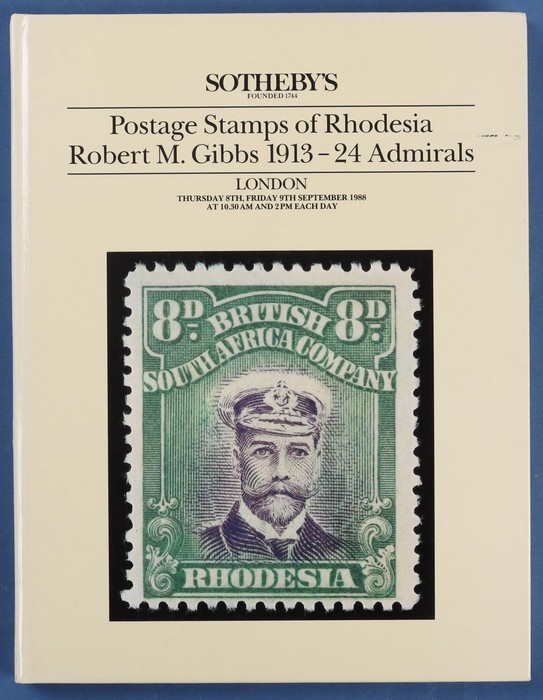 SOTHEBY'S
FOUNDED 1744
Postage Stamps of Rhodesia
Robert M. Gibbs 1913 – 24 Admirals
LONDON
THURSDAY 8TH, FRIDAY 9TH SEPTEMBER 1988
AT 10.30 AM AND 2 PM EACH DAY
8D. BRITISH 8D.
SOUTH AFRICA COMPANY
RHODESIA